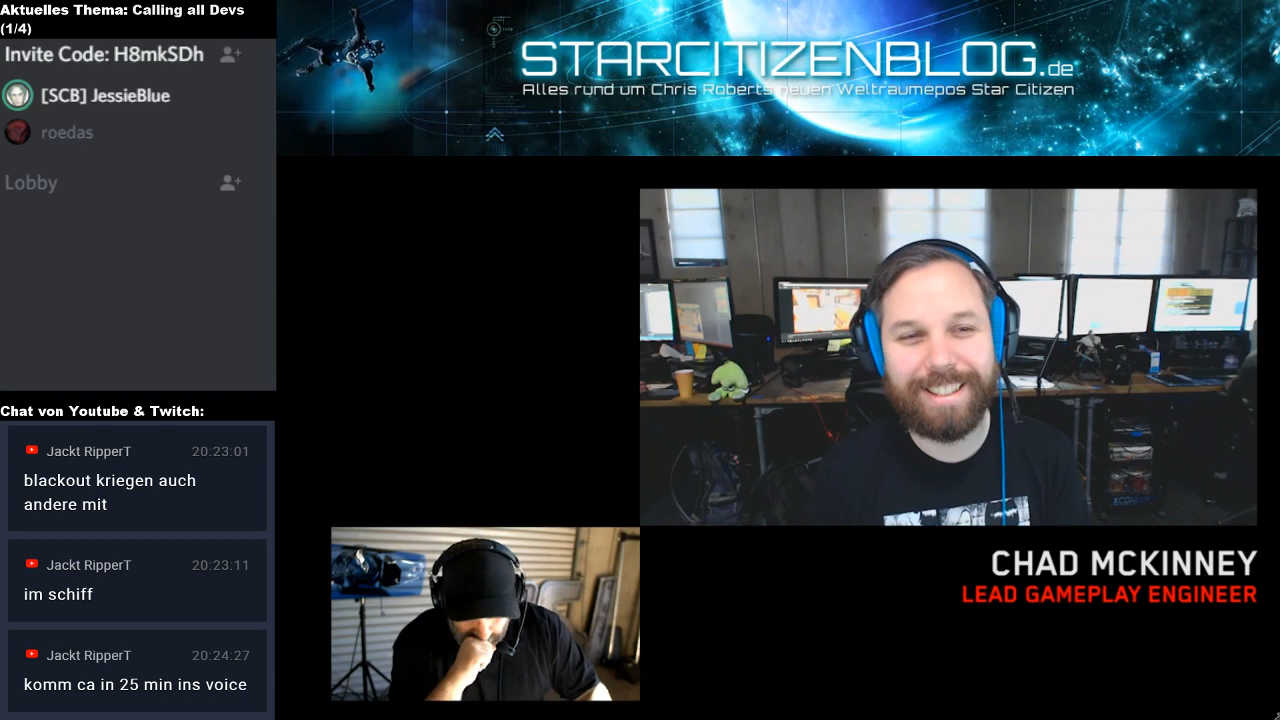 Aktuelles Thema: Calling all Devs
(1/4)
Invite Code: H8mkSDh
[SCB] JessieBlue
roedas
Lobby
STARCITIZENBLOG.de
Alles rund um Chris Roberts neuen Weltraumepos Star Citizen
CHAD MCKINNEY
LEAD GAMEPLAY ENGINEER
Chat von Youtube & Twitch:
Jackt RipperT 20:23:01
blackout kriegen auch
andere mit
Jackt RipperT 20:23:11
im schiff
Jackt RipperT 20:24:27
komm ca in 25 min ins voice